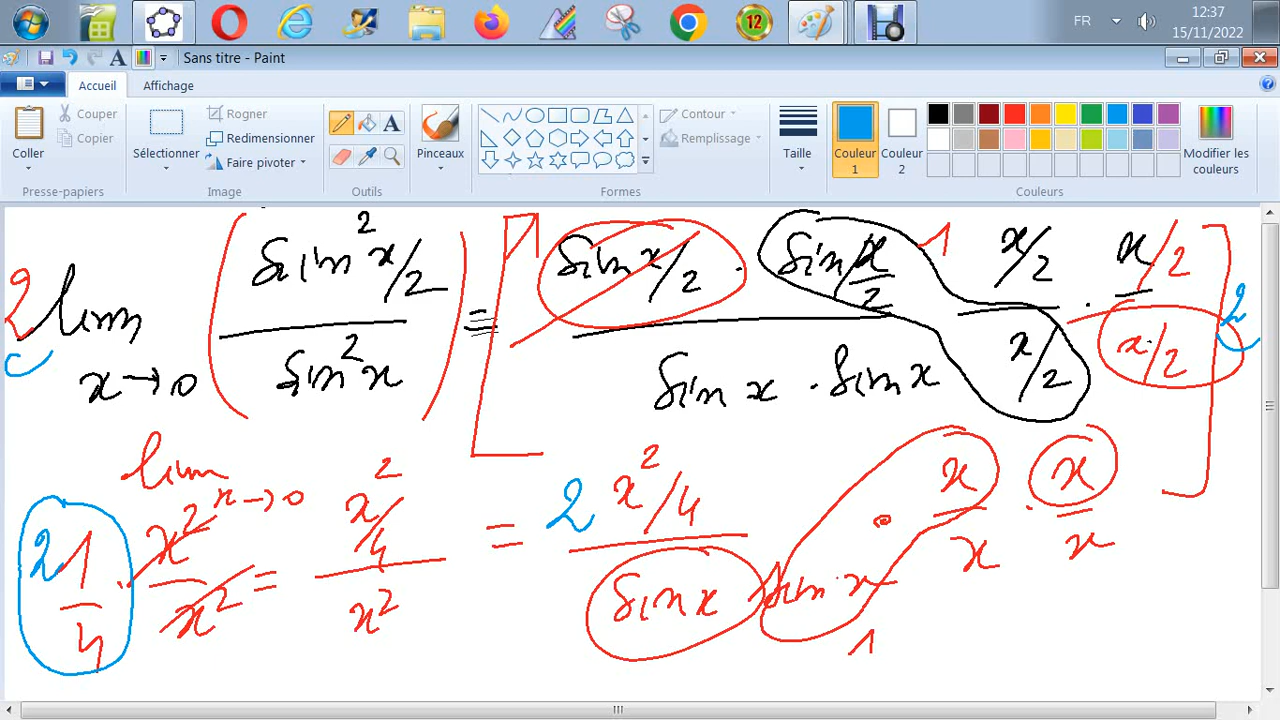 FR 12:37
15/11/2022
Sans titre - Paint
Accueil Affichage
Coller Couper Copier Presse-papiers
Sélectionner Rogner Redimensionner Faire pivoter Image
Outils
Pinceaux
Contour Remplissage Formes
Taille
Couleur 1 Couleur 2 Modifier les couleurs Couleurs
2 lim x→0 (sin² x/2 / sin² x) = [ sin x/2 · sin x/2 / sin x · sin x 1 x/2 / x/2 · x/2 / x/2 ] 2
2 1/4 · x²/x² = lim x→0 x²/4 / x² = 2 x²/4 / sin x · sin x · x/x · x/x
1